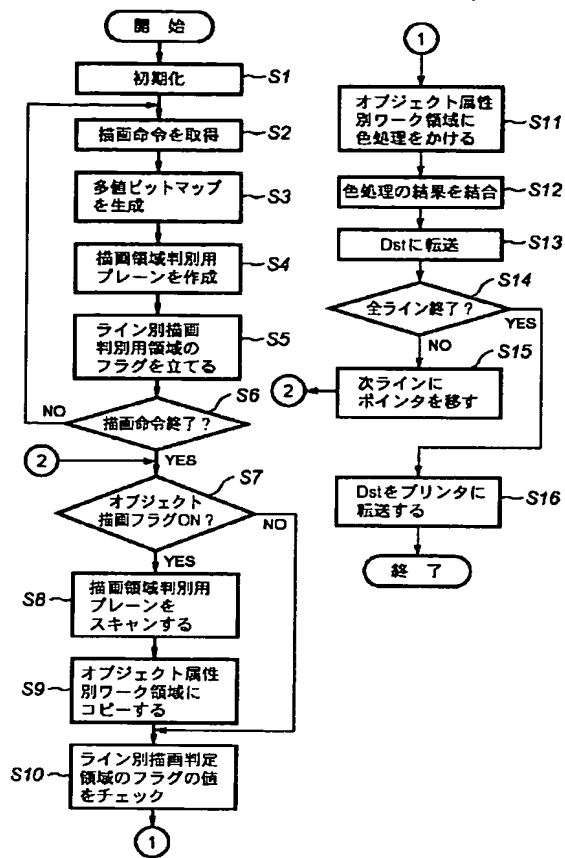 開 始
初期化
S1
描画命令を取得
S2
多値ビットマップ
を生成
S3
描画領域判別用
プレーンを作成
S4
ライン別描画
判別用領域の
フラグを立てる
S5
描画命令終了？
S6
NO
YES
2
オブジェクト
描画フラグON？
S7
NO
YES
描画領域判別用
プレーンを
スキャンする
S8
オブジェクト属性
別ワーク領域に
コピーする
S9
ライン別描画判定
領域のフラグの値
をチェック
S10
1
1
オブジェクト属性
別ワーク領域に
色処理をかける
S11
色処理の結果を結合
S12
Dstに転送
S13
全ライン終了？
S14
YES
NO
次ラインに
ポインタを移す
S15
2
Dstをプリンタに
転送する
S16
終 了